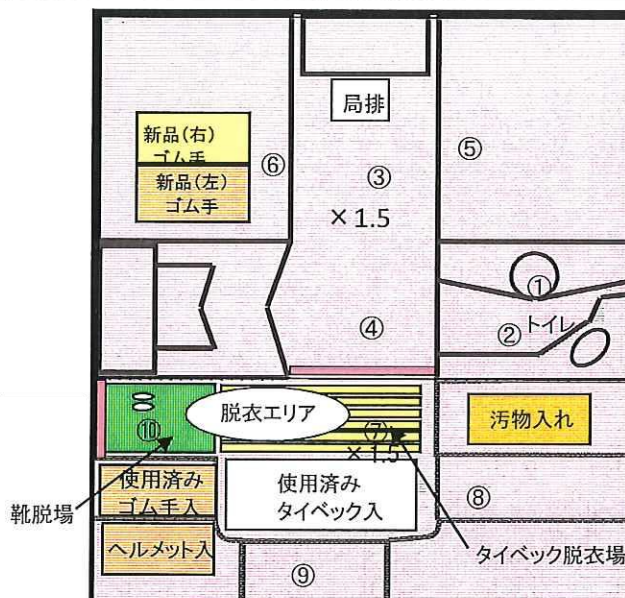 局排
新品(右)
ゴム手
新品(左)
ゴム手
⑥
③
×1.5
⑤
④
①
②
トイレ
脱衣エリア
⑩
(7)
×1.5
汚物入れ
使用済み
ゴム手入
使用済み
タイベック入
⑧
靴脱場
ヘルメット入
⑨
タイベック脱衣場